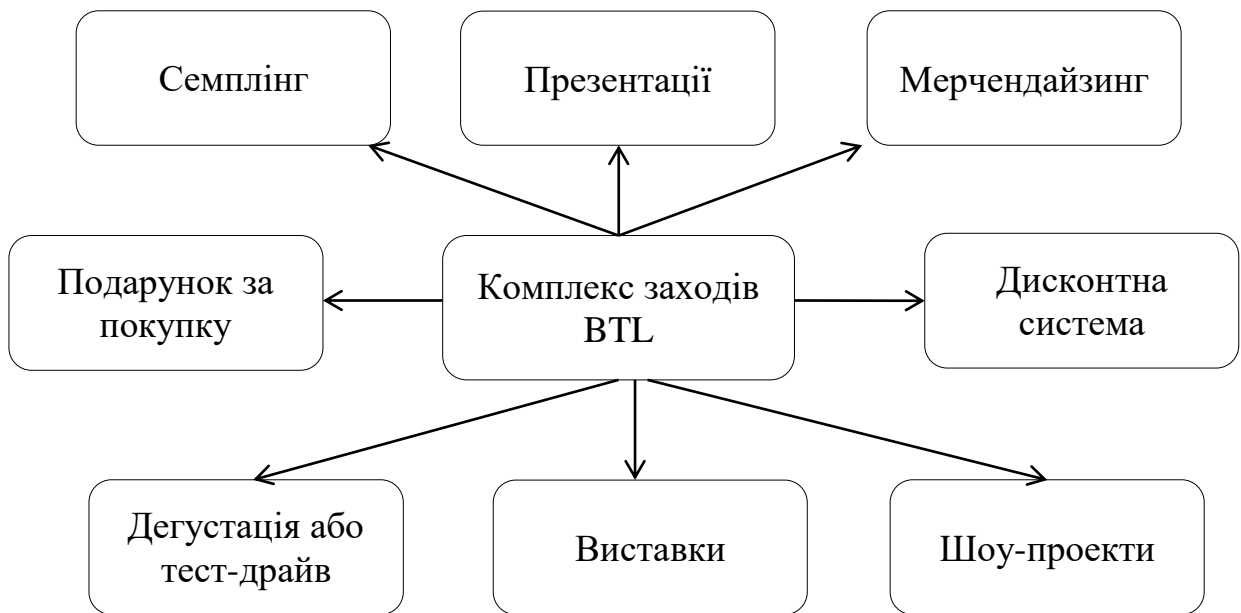 Семплінг
Презентації
Мерчендайзинг
Подарунок за
покупку
Комплекс заходів
BTL
Дисконтна
система
Дегустація або
тест-драйв
Виставки
Шоу-проекти